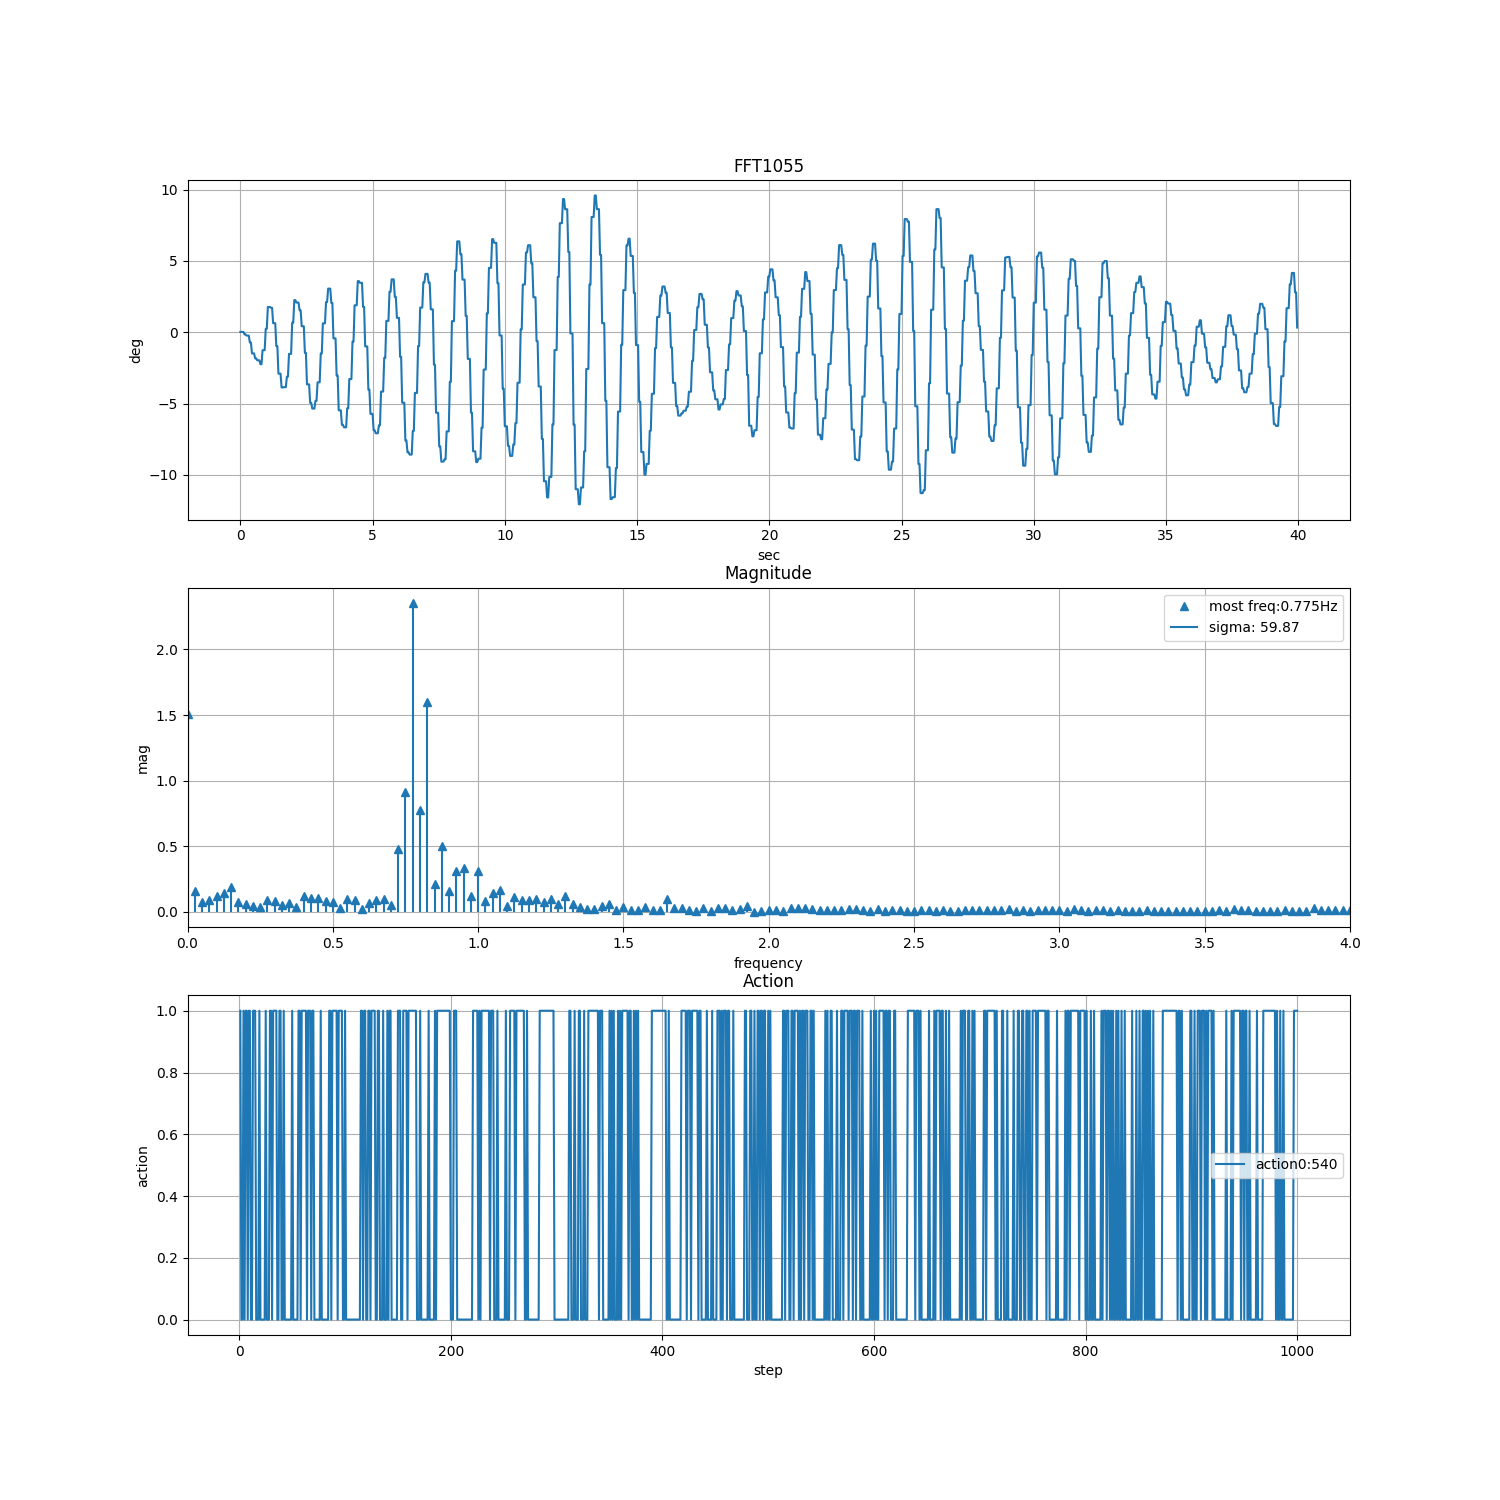 FFT1055
10
5
0
−5
−10
deg
0 5 10 15 20 25 30 35 40
sec
Magnitude
most freq:0.775Hz
sigma: 59.87
2.0
1.5
1.0
0.5
0.0
mag
0.0 0.5 1.0 1.5 2.0 2.5 3.0 3.5 4.0
frequency
Action
1.0
0.8
0.6
0.4
0.2
0.0
action
action0:540
0 200 400 600 800 1000
step